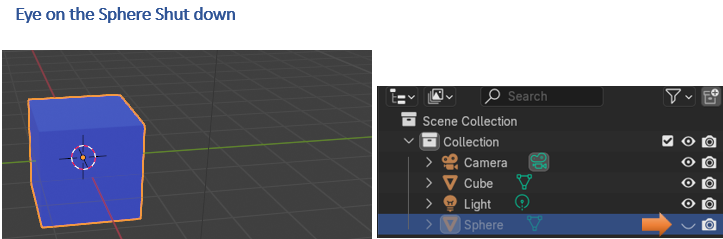 Eye on the Sphere Shut down
Search
Scene Collection
Collection
Camera
Cube
Light
Sphere